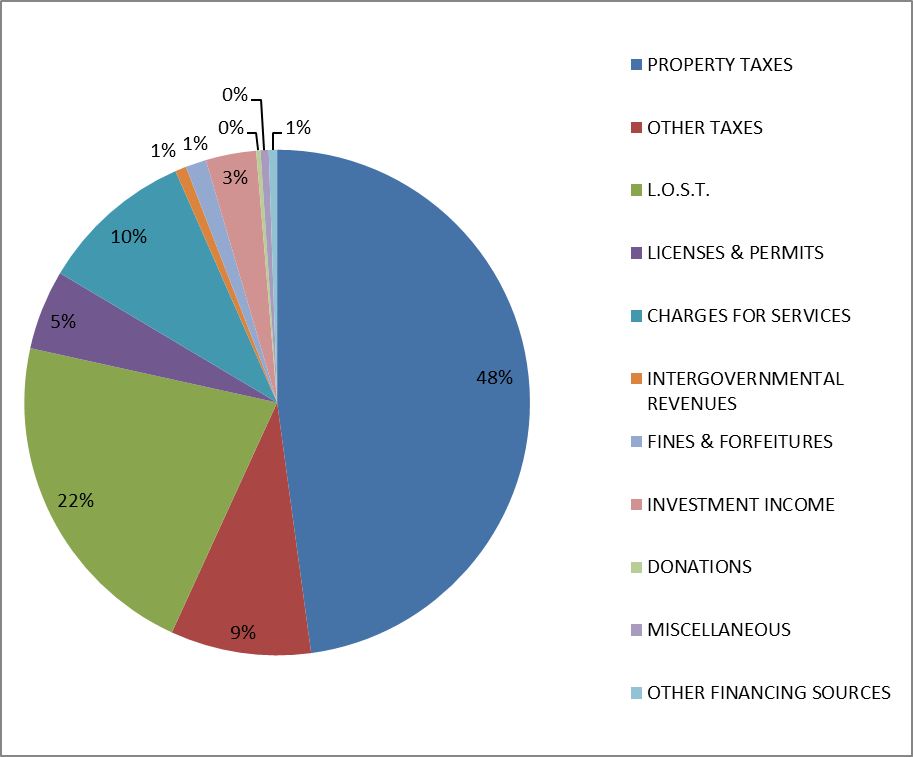 0%
0%
1%
1%
1%
3%
10%
5%
48%
22%
9%
PROPERTY TAXES
OTHER TAXES
L.O.S.T.
LICENSES & PERMITS
CHARGES FOR SERVICES
INTERGOVERNMENTAL
REVENUES
FINES & FORFEITURES
INVESTMENT INCOME
DONATIONS
MISCELLANEOUS
OTHER FINANCING SOURCES